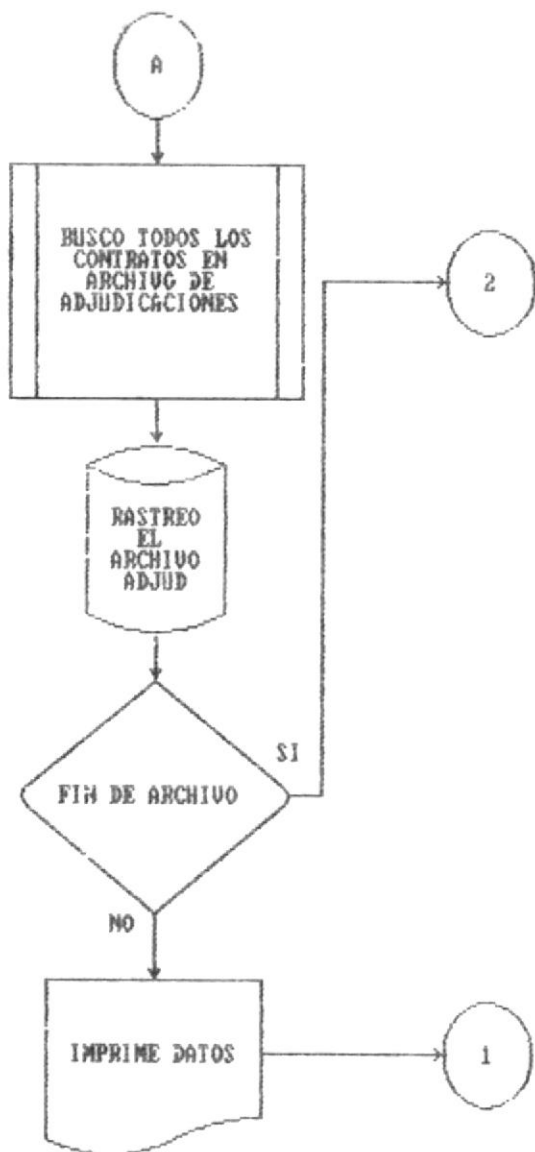 A
BUSCO TODOS LOS
CONTRATOS EN
ARCHIVO DE
ADJUDICACIONES
2
RASTREO
EL
ARCHIVO
ADJUD
SI
FIN DE ARCHIVO
NO
IMPRIME DATOS
1